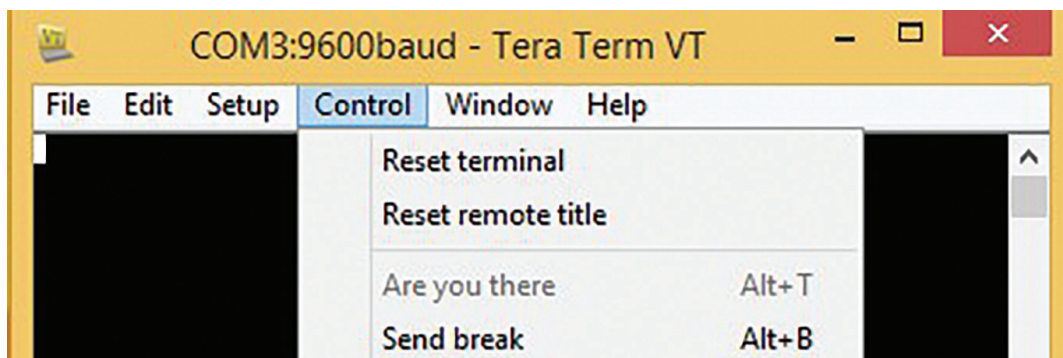 COM3:9600baud - Tera Term VT
File Edit Setup Control Window Help
Reset terminal
Reset remote title
Are you there Alt+T
Send break Alt+B